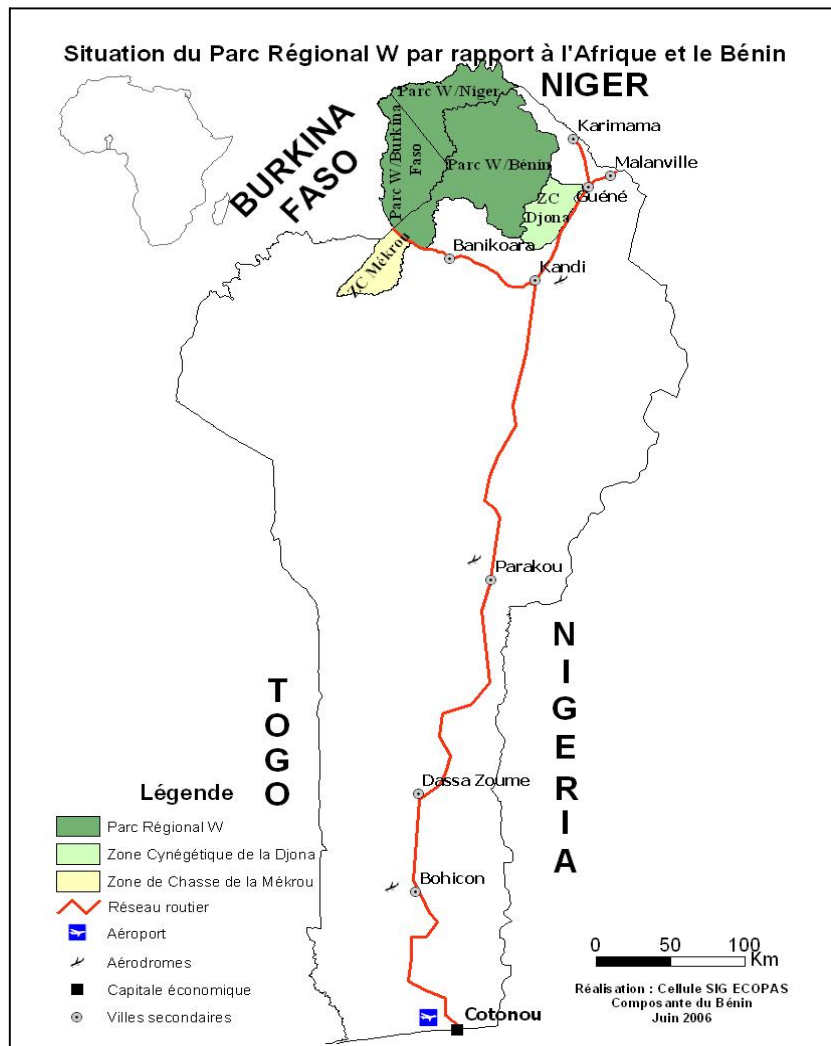 Situation du Parc Régional W par rapport à l'Afrique et le Bénin
NIGER
BURKINA
FASO
Parc W/Niger
Parc W/Burkina
Faso
Parc W/Bénin
Karimama
Malanville
Guéné
ZC
Djona
ZC Mékrou
Banikoara
Kandi
Parakou
TOGO
NIGERIA
Dassa Zoume
Bohicon
Cotonou
Légende
Parc Régional W
Zone Cynégétique de la Djona
Zone de Chasse de la Mékrou
Réseau routier
Aéroport
Aérodromes
Capitale économique
Villes secondaires
0 50 100
Km
Réalisation : Cellule SIG ECOPAS
Composante du Bénin
Juin 2006